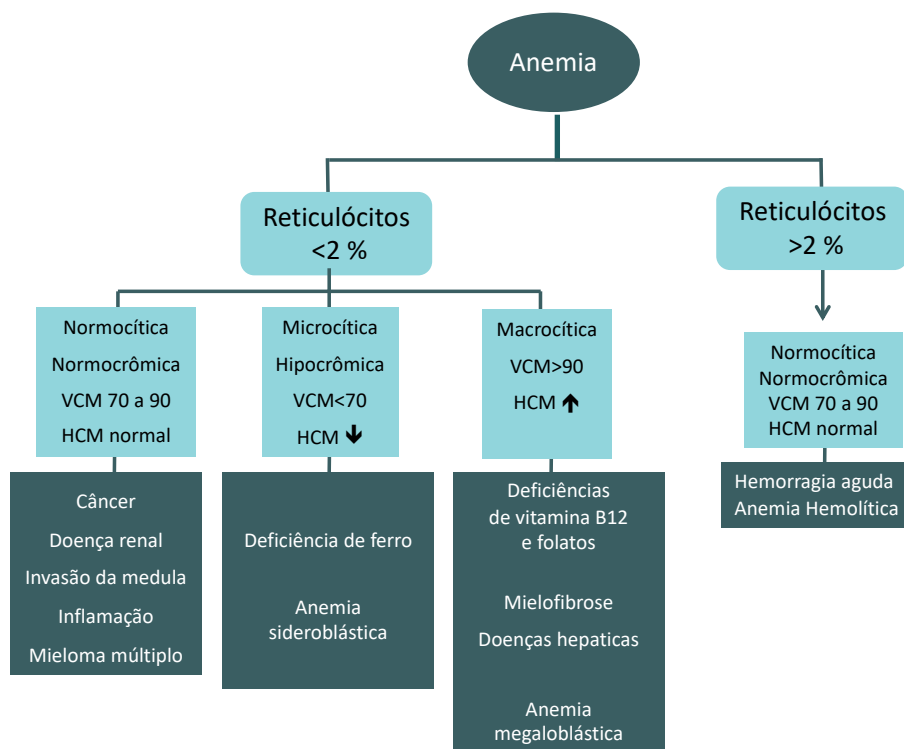 Anemia
Reticulócitos
<2 %
Reticulócitos
>2 %
Normocítica
Normocrômica
VCM 70 a 90
HCM normal
Microcítica
Hipocrômica
VCM<70
HCM 🡻
Macrocítica
VCM>90
HCM 🡹
Normocítica
Normocrômica
VCM 70 a 90
HCM normal
Câncer
Doença renal
Invasão da medula
Inflamação
Mieloma múltiplo
Deficiência de ferro
Anemia
sideroblástica
Deficiências
de vitamina B12
e folatos
Mielofibrose
Doenças hepaticas
Anemia
megaloblástica
Hemorragia aguda
Anemia Hemolítica